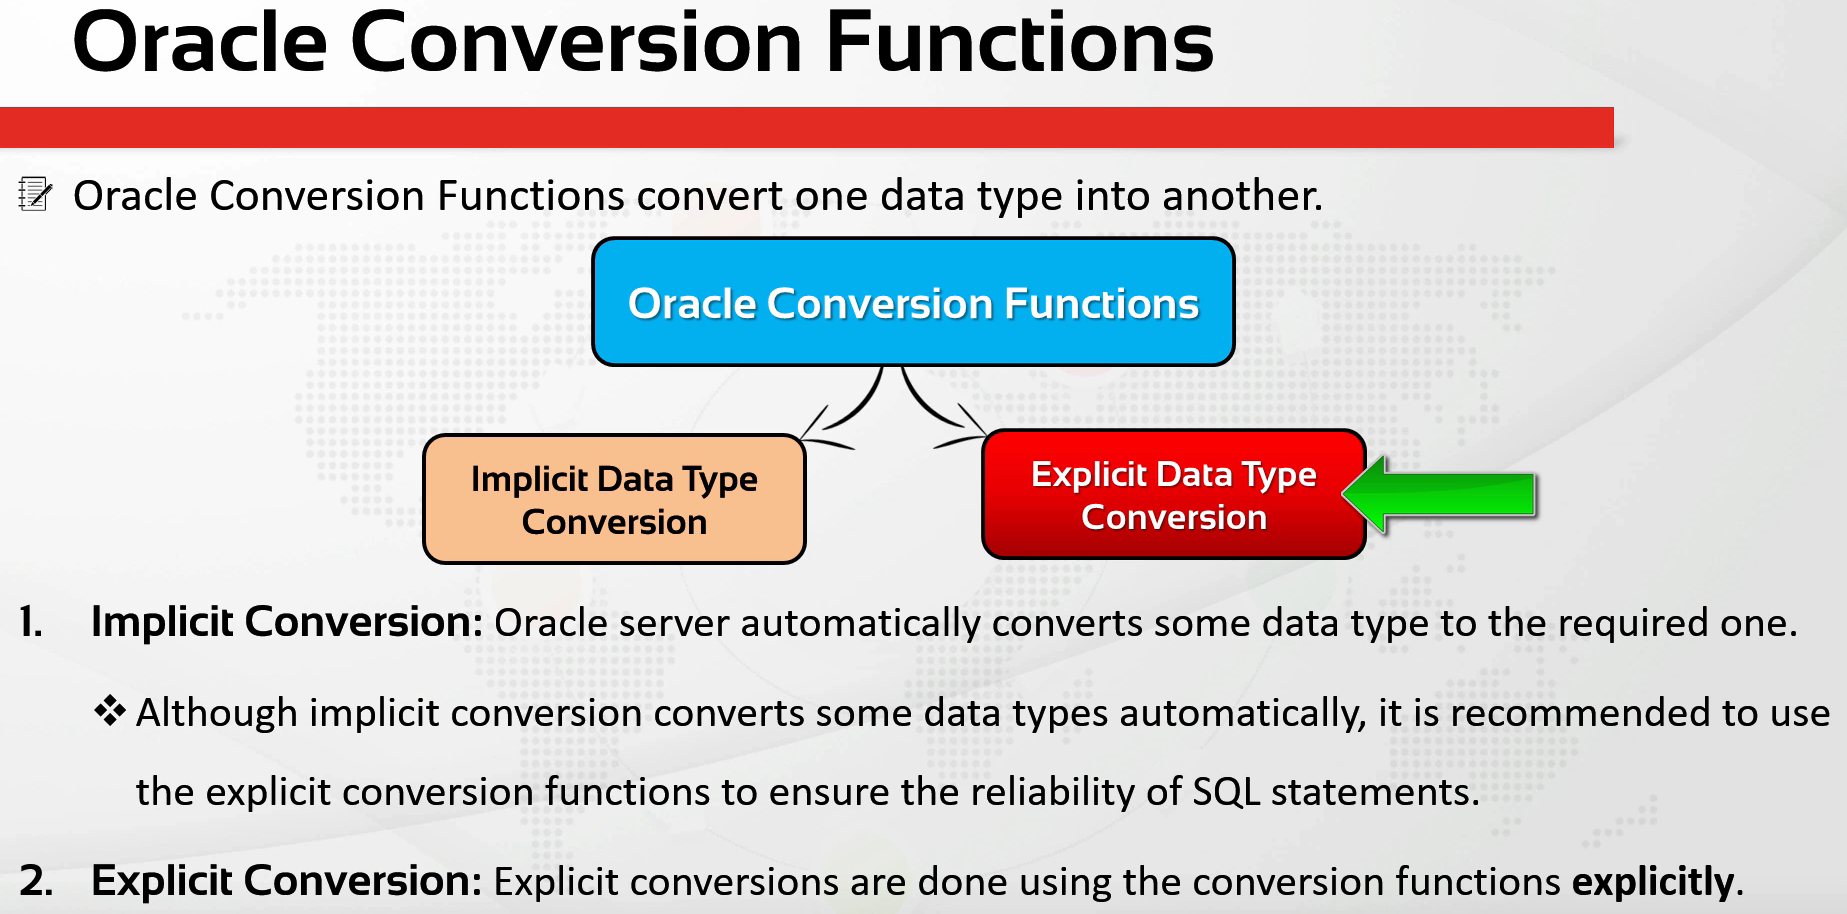 Oracle Conversion Functions
Oracle Conversion Functions convert one data type into another.
Oracle Conversion Functions
Implicit Data Type
Conversion
Explicit Data Type
Conversion
1. Implicit Conversion: Oracle server automatically converts some data type to the required one.
❖ Although implicit conversion converts some data types automatically, it is recommended to use
the explicit conversion functions to ensure the reliability of SQL statements.
2. Explicit Conversion: Explicit conversions are done using the conversion functions explicitly.